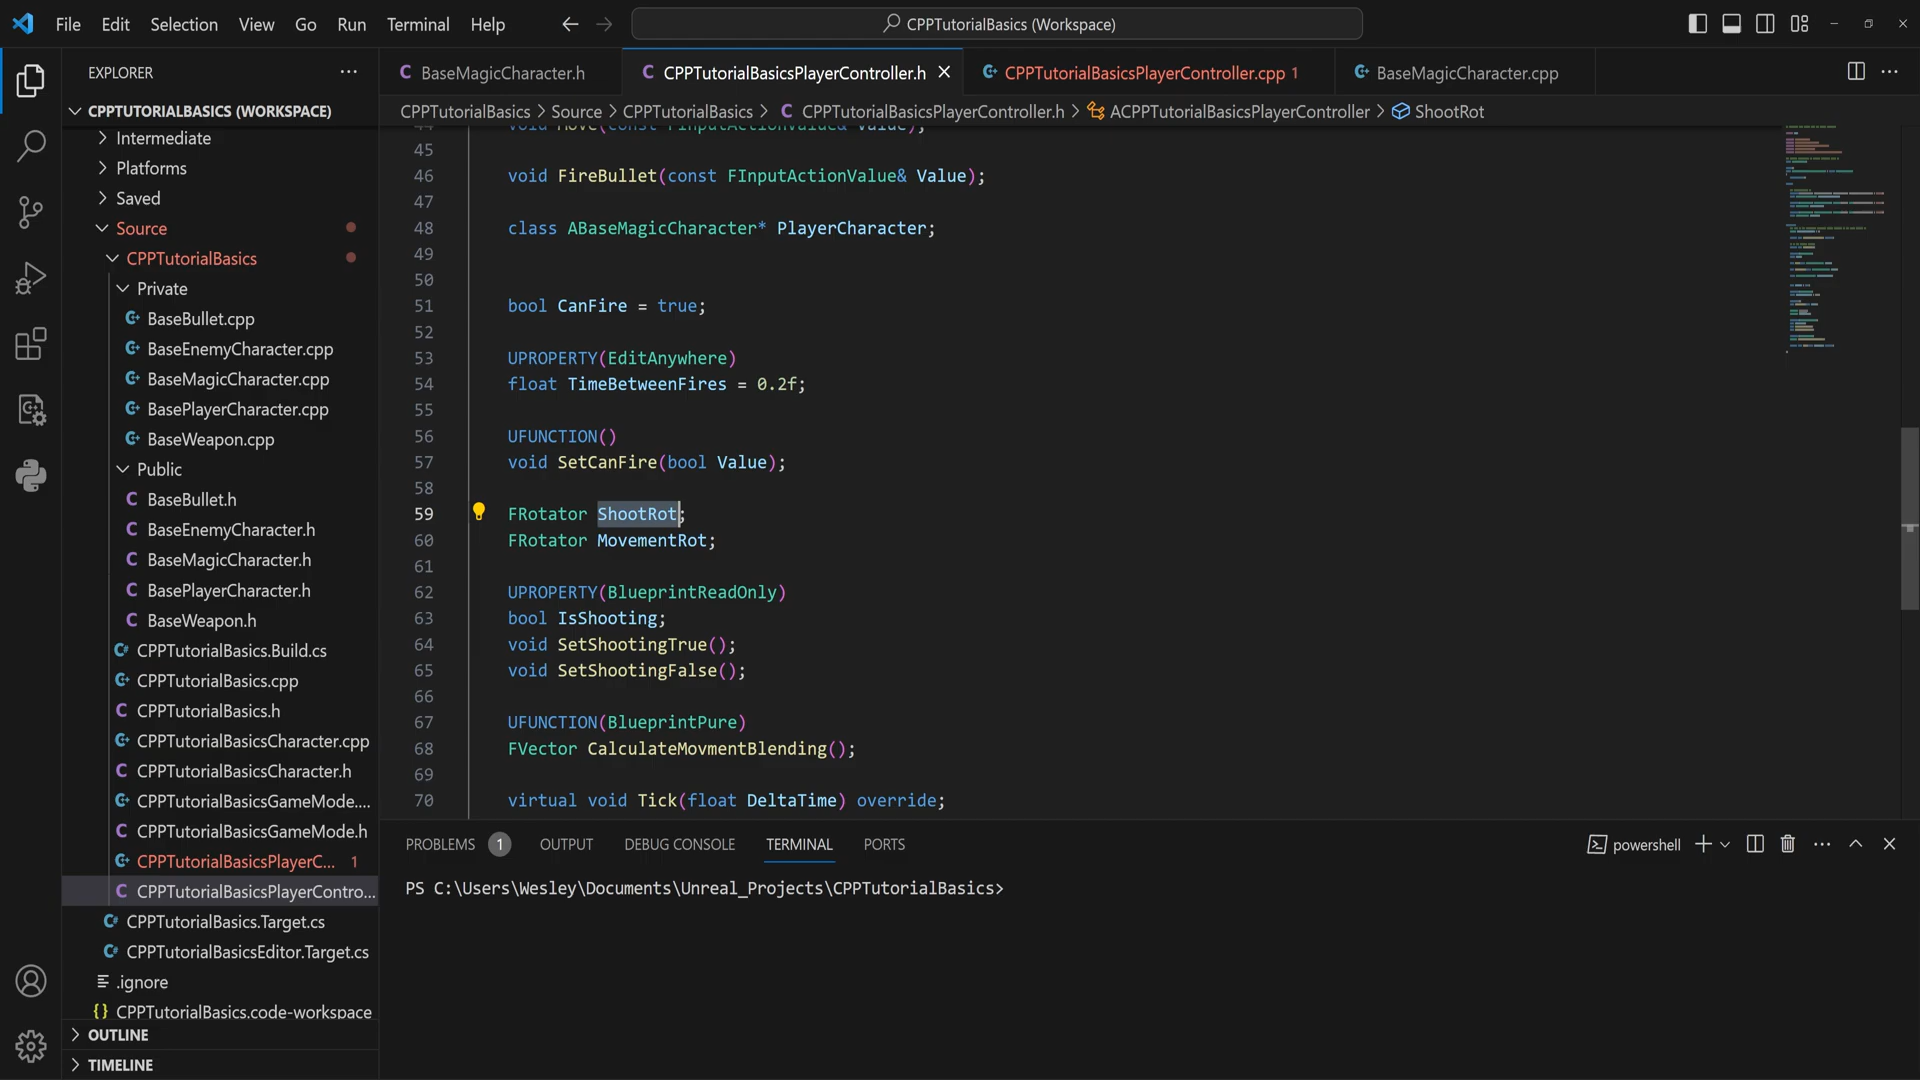 File Edit Selection View Go Run Terminal Help
CPPTutorialBasics (Workspace)
EXPLORER
BaseMagicCharacter.h
CPPTutorialBasicsPlayerController.h
CPPTutorialBasicsPlayerController.cpp 1
BaseMagicCharacter.cpp
CPPTutorialBasics > Source > CPPTutorialBasics > CPPTutorialBasicsPlayerController.h > ACPPTutorialBasicsPlayerController > ShootRot
CPPTUTORIALBASICS (WORKSPACE)
Intermediate
Platforms
Saved
Source
CPPTutorialBasics
Private
BaseBullet.cpp
BaseEnemyCharacter.cpp
BaseMagicCharacter.cpp
BasePlayerCharacter.cpp
BaseWeapon.cpp
Public
BaseBullet.h
BaseEnemyCharacter.h
BaseMagicCharacter.h
BasePlayerCharacter.h
BaseWeapon.h
CPPTutorialBasics.Build.cs
CPPTutorialBasics.cpp
CPPTutorialBasics.h
CPPTutorialBasicsCharacter.cpp
CPPTutorialBasicsCharacter.h
CPPTutorialBasicsGameMode....
CPPTutorialBasicsGameMode.h
CPPTutorialBasicsPlayerC... 1
CPPTutorialBasicsPlayerContro...
CPPTutorialBasics.Target.cs
CPPTutorialBasicsEditor.Target.cs
.ignore
CPPTutorialBasics.code-workspace
OUTLINE
TIMELINE
44 void Move(const FInputActionValue& Value);
45
46 void FireBullet(const FInputActionValue& Value);
47
48 class ABaseMagicCharacter* PlayerCharacter;
49
50
51 bool CanFire = true;
52
53 UPROPERTY(EditAnywhere)
54 float TimeBetweenFires = 0.2f;
55
56 UFUNCTION()
57 void SetCanFire(bool Value);
58
59 FRotator ShootRot;
60 FRotator MovementRot;
61
62 UPROPERTY(BlueprintReadOnly)
63 bool IsShooting;
64 void SetShootingTrue();
65 void SetShootingFalse();
66
67 UFUNCTION(BlueprintPure)
68 FVector CalculateMovmentBlending();
69
70 virtual void Tick(float DeltaTime) override;
PROBLEMS 1 OUTPUT DEBUG CONSOLE TERMINAL PORTS
powershell
PS C:\Users\Wesley\Documents\Unreal_Projects\CPPTutorialBasics>